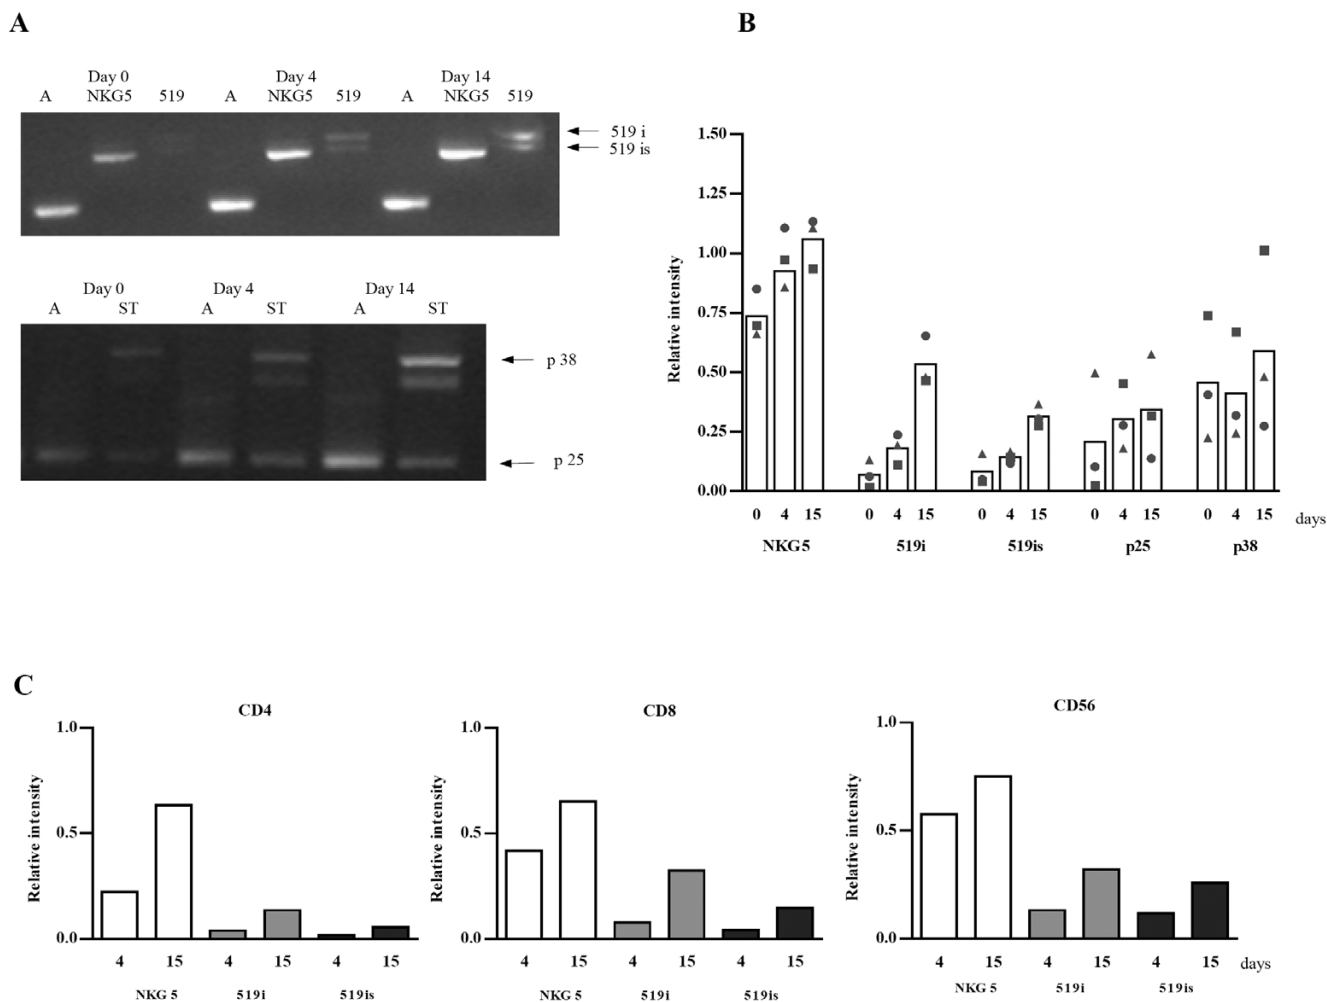 A
Day 0 Day 4 Day 14
A NKG5 519 A NKG5 519 A NKG5 519
519 i
519 is
Day 0 Day 4 Day 14
A ST A ST A ST
p 38
p 25
B
Relative intensity
1.50
1.25
1.00
0.75
0.50
0.25
0.00
0 4 15 0 4 15 0 4 15 0 4 15 0 4 15 days
NKG5 519i 519is p25 p38
C
CD4
Relative intensity
1.0
0.5
0.0
4 15 4 15 4 15
NKG 5 519i 519is
CD8
Relative intensity
1.0
0.5
0.0
4 15 4 15 4 15
NKG 5 519i 519is
CD56
Relative intensity
1.0
0.5
0.0
4 15 4 15 4 15 days
NKG 5 519i 519is